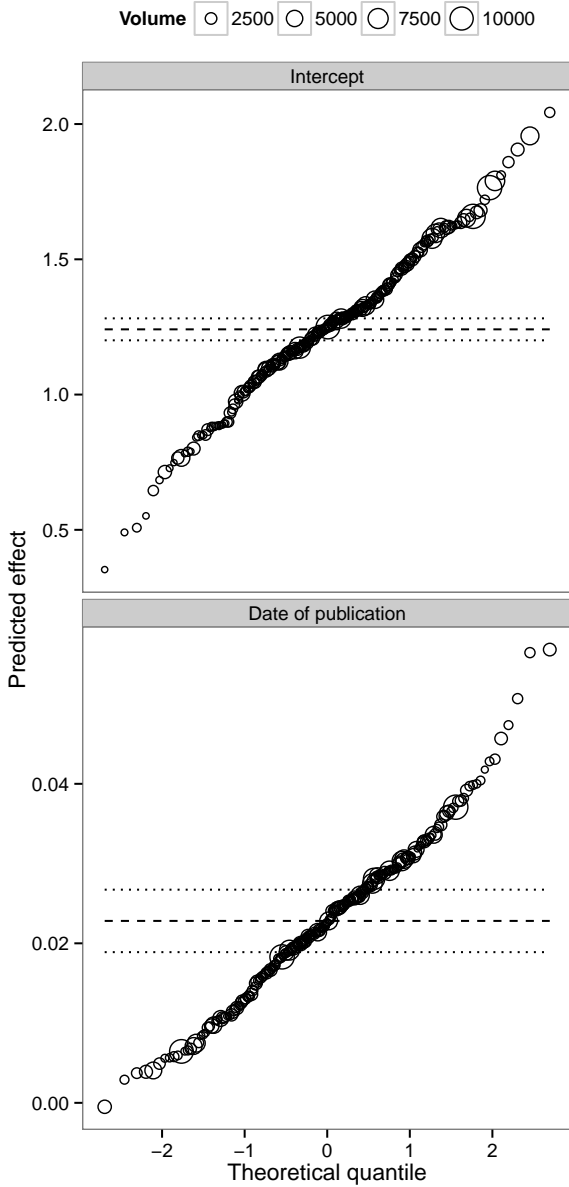 Volume 2500 5000 7500 10000
Intercept
2.0
1.5
1.0
0.5
Predicted effect
Date of publication
0.04
0.02
0.00
−2 −1 0 1 2
Theoretical quantile